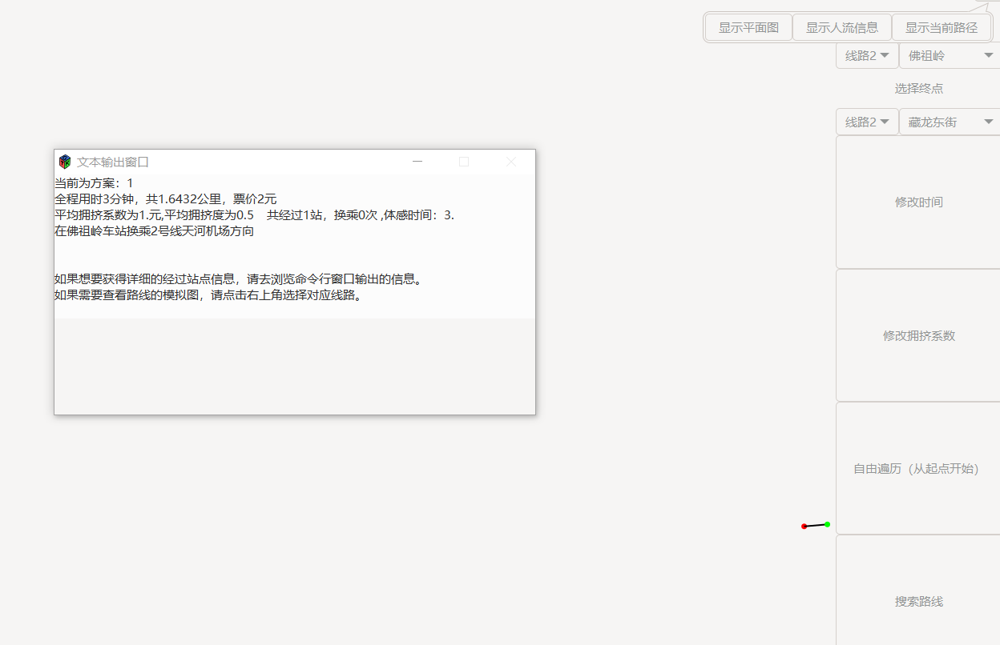 显示平面图 显示人流信息 显示当前路径
线路2 佛祖岭
选择终点
线路2 藏龙东街
修改时间
修改拥挤系数
自由遍历（从起点开始）
搜索路线
文本输出窗口
当前为方案：1
全程用时3分钟，共1.6432公里，票价2元
平均拥挤系数为1.元,平均拥挤度为0.5 共经过1站，换乘0次 ,体感时间：3.
在佛祖岭车站换乘2号线天河机场方向
如果想要获得详细的经过站点信息，请去浏览命令行窗口输出的信息。
如果需要查看路线的模拟图，请点击右上角选择对应线路。